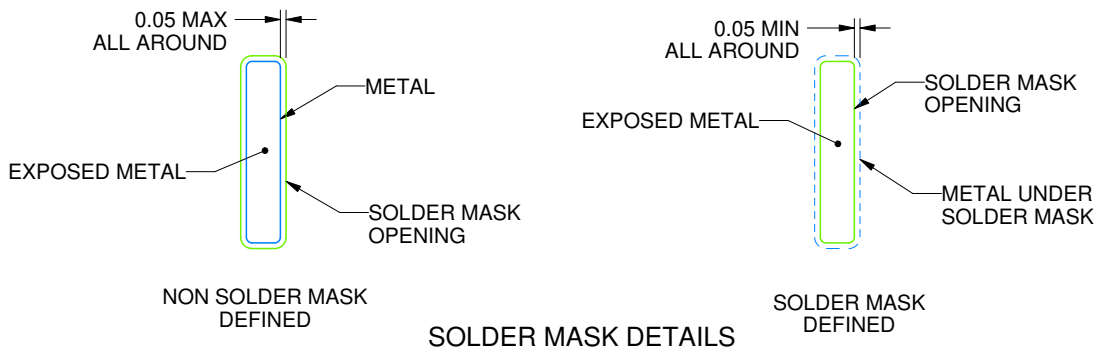 0.05 MAX
ALL AROUND
METAL
EXPOSED METAL
SOLDER MASK
OPENING
NON SOLDER MASK
DEFINED
0.05 MIN
ALL AROUND
SOLDER MASK
OPENING
EXPOSED METAL
METAL UNDER
SOLDER MASK
SOLDER MASK
DEFINED
SOLDER MASK DETAILS